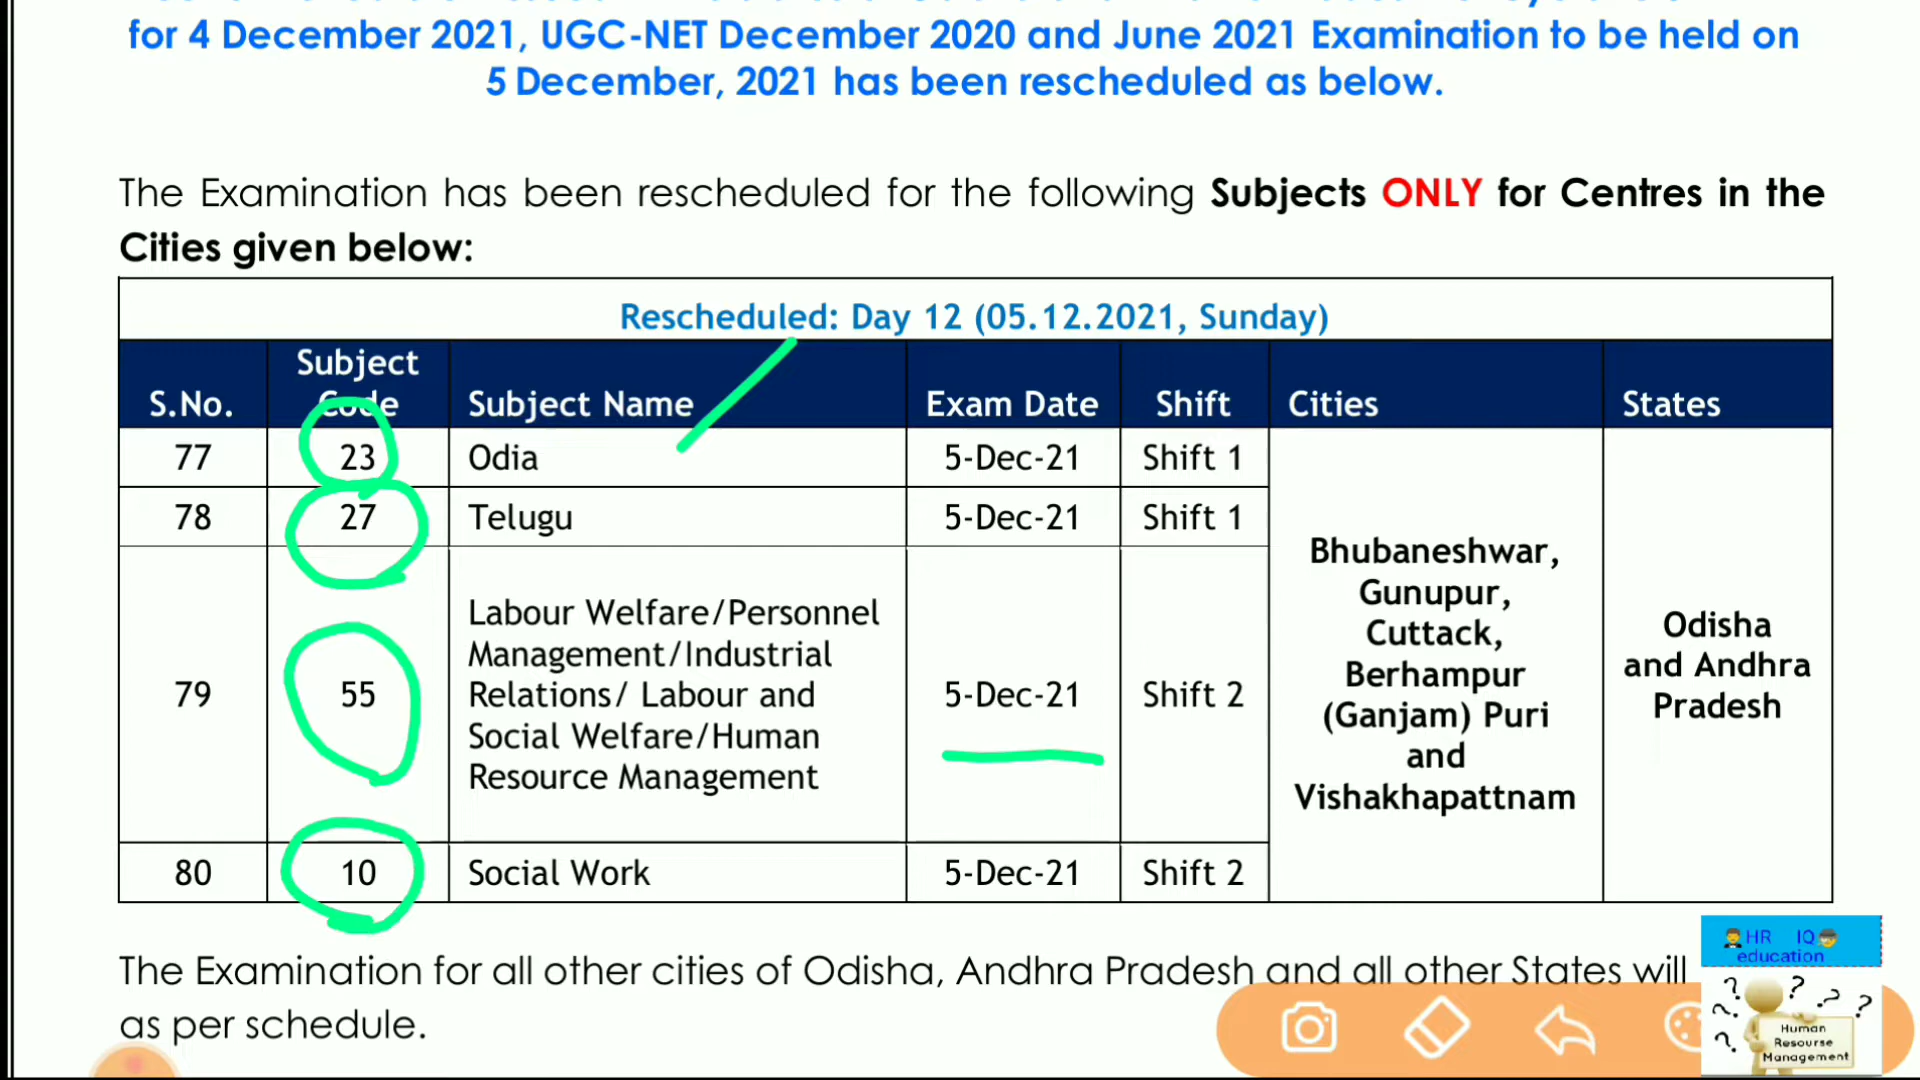 for 4 December 2021, UGC-NET December 2020 and June 2021 Examination to be held on
5 December, 2021 has been rescheduled as below.
The Examination has been rescheduled for the following Subjects ONLY for Centres in the
Cities given below:
Rescheduled: Day 12 (05.12.2021, Sunday)
S.No. Subject Code Subject Name Exam Date Shift Cities States
77 23 Odia 5-Dec-21 Shift 1
78 27 Telugu 5-Dec-21 Shift 1
79 55 Labour Welfare/Personnel
Management/Industrial
Relations/ Labour and
Social Welfare/Human
Resource Management
5-Dec-21 Shift 2
80 10 Social Work 5-Dec-21 Shift 2
Bhubaneshwar,
Gunupur,
Cuttack,
Berhampur
(Ganjam) Puri
and
Vishakhapattnam
Odisha
and Andhra
Pradesh
The Examination for all other cities of Odisha, Andhra Pradesh and all other States will
as per schedule.
HR IQ
education
Human
Resourse
Management